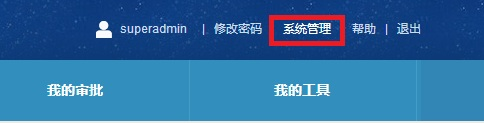 superadmin | 修改密码 系统管理 帮助 | 退出
我的审批 我的工具